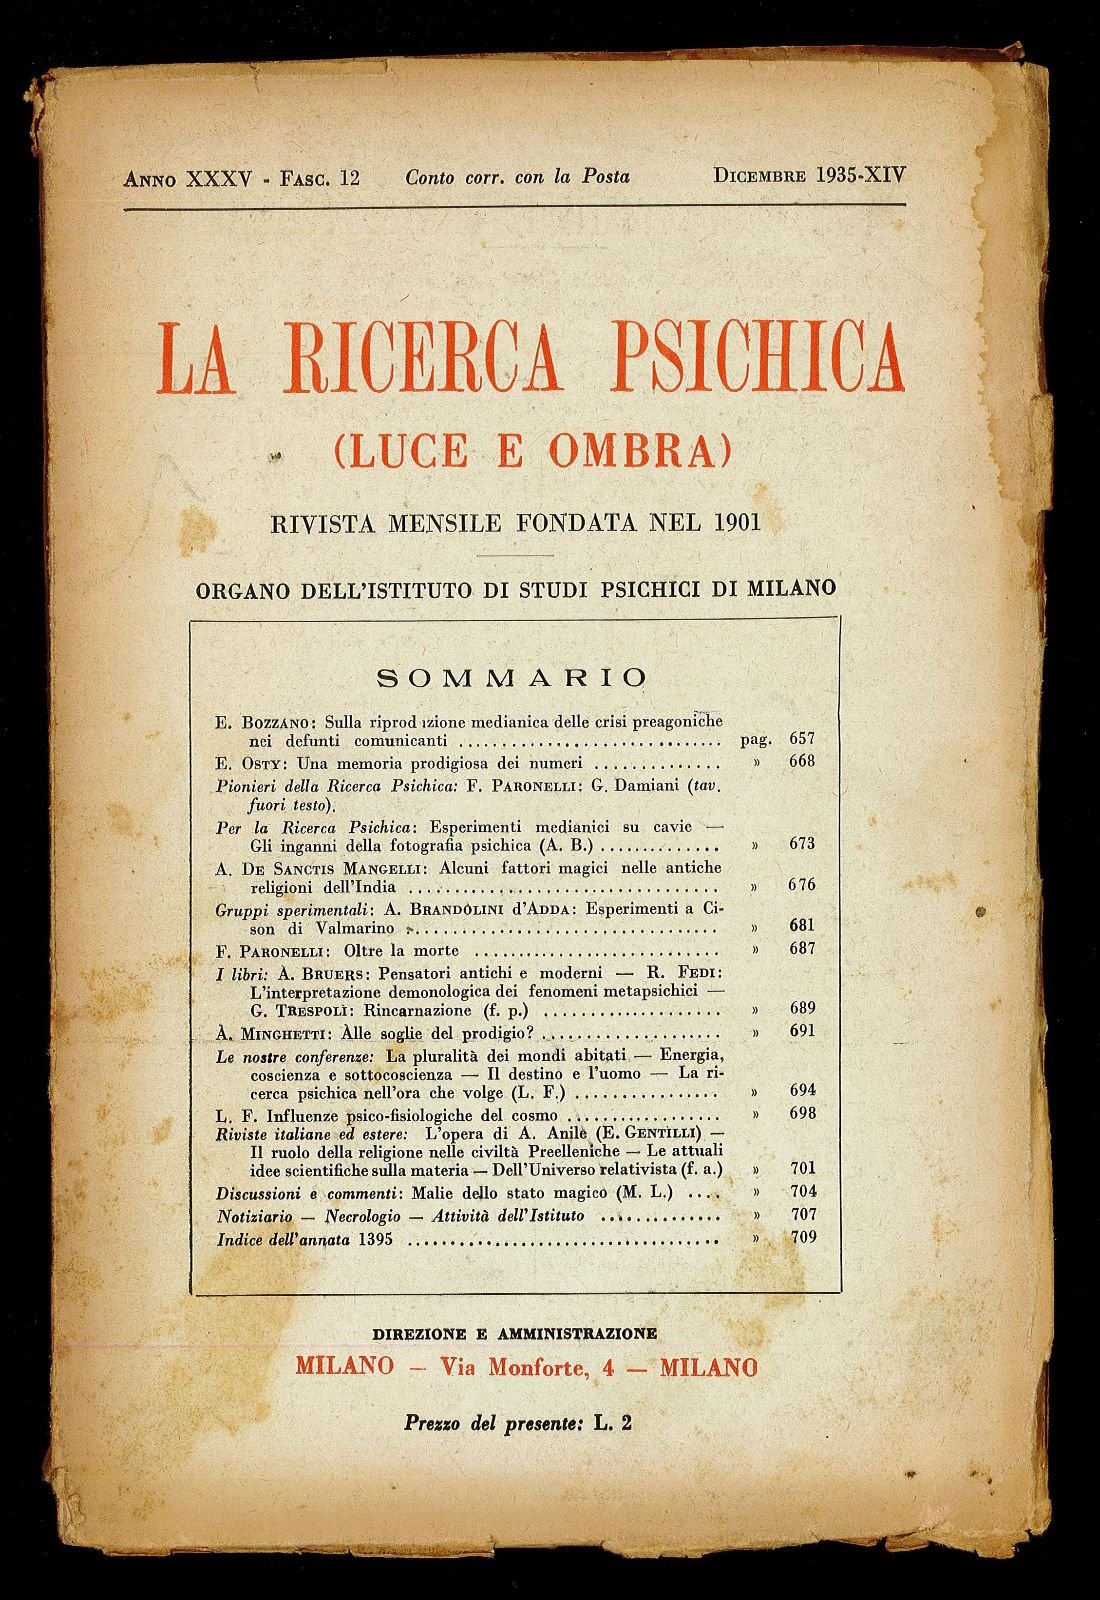 ANNO XXXV - FASC. 12 Conto corr. con la Posta DICEMBRE 1935-XIV
LA RICERCA PSICHICA
(LUCE E OMBRA)
RIVISTA MENSILE FONDATA NEL 1901
ORGANO DELL'ISTITUTO DI STUDI PSICHICI DI MILANO
SOMMARIO
E. BOZZANO: Sulla riprod izione medianica delle crisi preagoniche
nei defunti comunicanti .............................. pag. 657
E. OSTY: Una memoria prodigiosa dei numeri .............. » 668
Pionieri della Ricerca Psichica: F. PARONELLI: G. Damiani (tav.
fuori testo).
Per la Ricerca Psichica: Esperimenti medianici su cavie —
Gli inganni della fotografia psichica (A. B.) ............. » 673
A. DE SANCTIS MANGELLI: Alcuni fattori magici nelle antiche
religioni dell'India .................................. » 676
Gruppi sperimentali: A. BRANDOLINI d'ADDA: Esperimenti a Ci-
son di Valmarino .................................. » 681
F. PARONELLI: Oltre la morte .......................... » 687
I libri: A. BRUERS: Pensatori antichi e moderni — R. FEDI:
L'interpretazione demonologica dei fenomeni metapsichici —
G. TRESPOLI: Rincarnazione (f. p.) ................... » 689
A. MINGHETTI: Alle soglie del prodigio? ................... » 691
Le nostre conferenze: La pluralità dei mondi abitati — Energia,
coscienza e sottocoscienza — Il destino e l'uomo — La ri-
cerca psichica nell'ora che volge (L. F.) ................ » 694
L. F. Influenze psico-fisiologiche del cosmo .................. » 698
Riviste italiane ed estere: L'opera di A. Anile (E. GENTILLI) —
Il ruolo della religione nelle civiltà Preelleniche — Le attuali
idee scientifiche sulla materia — Dell'Universo relativista (f. a.) » 701
Discussioni e commenti: Malie dello stato magico (M. L.) .... » 704
Notiziario — Necrologio — Attività dell'Istituto .............. » 707
Indice dell'annata 1395 .................................. » 709
DIREZIONE E AMMINISTRAZIONE
MILANO — Via Monforte, 4 — MILANO
Prezzo del presente: L. 2